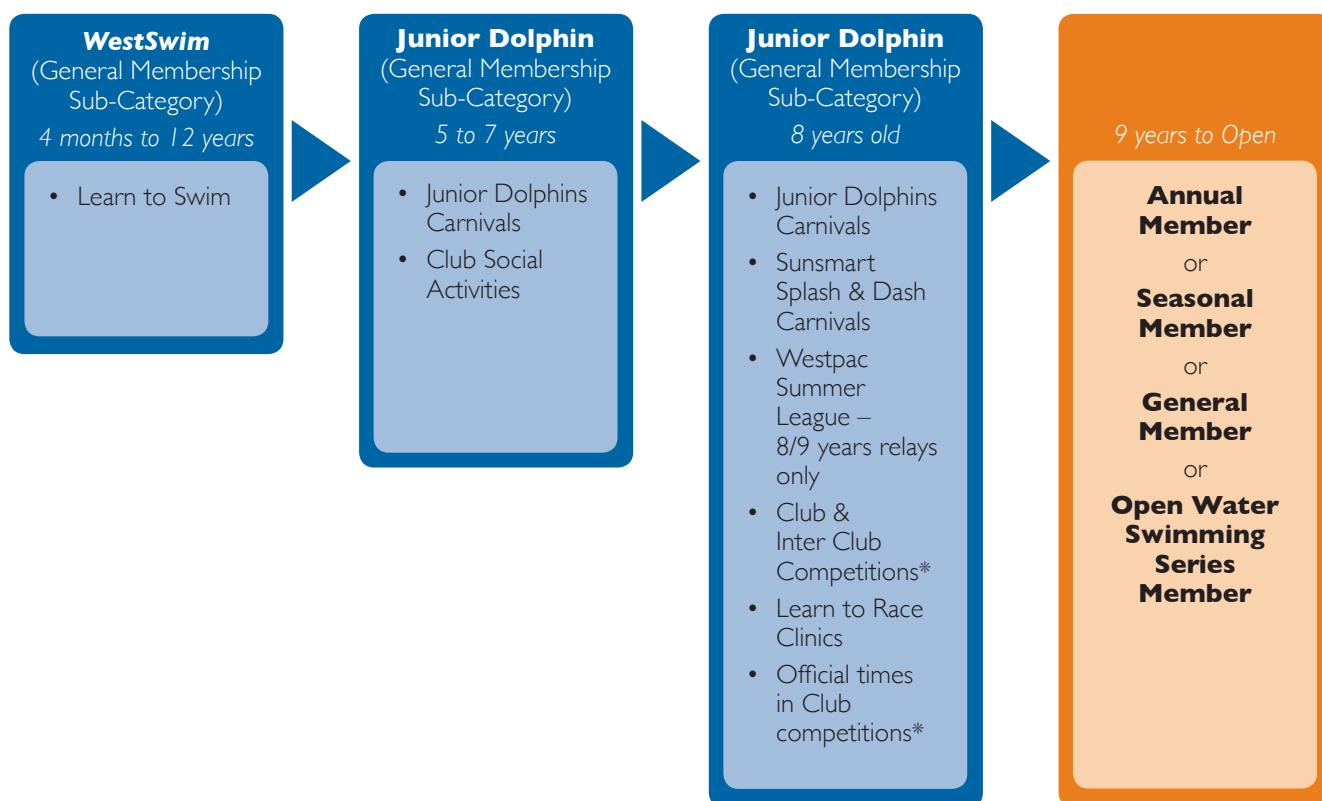 WestSwim
(General Membership
Sub-Category)
4 months to 12 years
• Learn to Swim
Junior Dolphin
(General Membership
Sub-Category)
5 to 7 years
• Junior Dolphins
Carnivals
• Club Social
Activities
Junior Dolphin
(General Membership
Sub-Category)
8 years old
• Junior Dolphins
Carnivals
• Sunsmart
Splash & Dash
Carnivals
• Westpac
Summer
League –
8/9 years relays
only
• Club &
Inter Club
Competitions*
• Learn to Race
Clinics
• Official times
in Club
competitions*
9 years to Open
Annual
Member
or
Seasonal
Member
or
General
Member
or
Open Water
Swimming
Series
Member